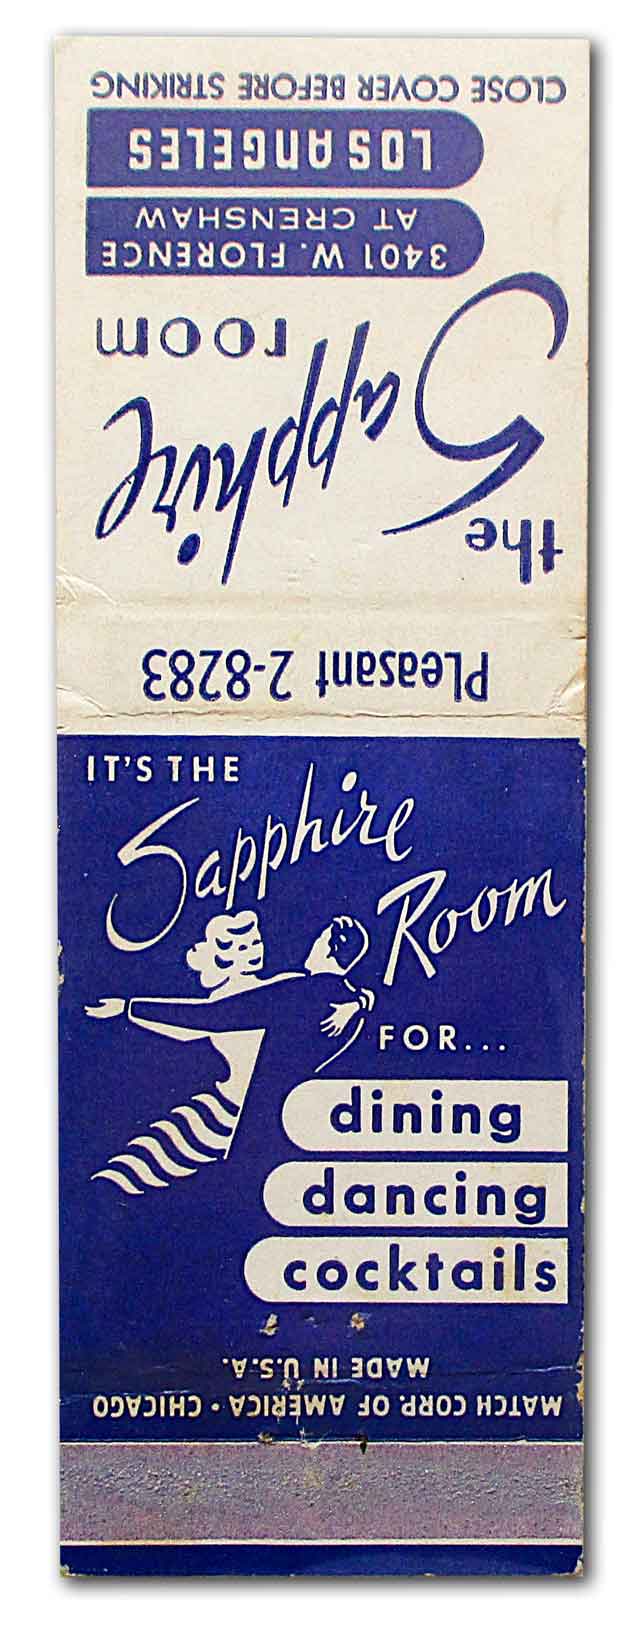 the
Sapphire
room
3401 W. FLORENCE
AT CRENSHAW
LOS ANGELES
CLOSE COVER BEFORE STRIKING
Pleasant 2-8283
IT'S THE
Sapphire
Room
FOR...
dining
dancing
cocktails
MATCH CORP. OF AMERICA • CHICAGO
MADE IN U.S.A.